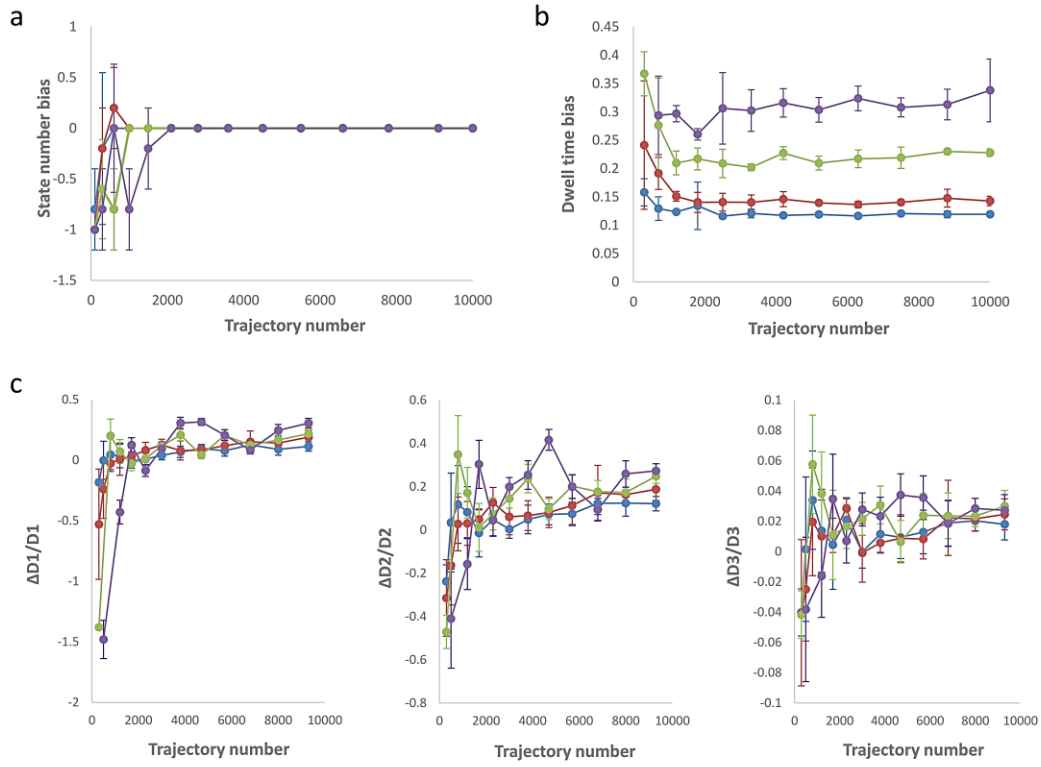 a
1
0.5
0
-0.5
-1
-1.5
State number bias
0 2000 4000 6000 8000 10000
Trajectory number
b
0.45
0.4
0.35
0.3
0.25
0.2
0.15
0.1
0.05
0
Dwell time bias
0 2000 4000 6000 8000 10000
Trajectory number
c
0.5
0
-0.5
-1
-1.5
-2
ΔD1/D1
0 2000 4000 6000 8000 10000
Trajectory number
0.6
0.4
0.2
0
-0.2
-0.4
-0.6
-0.8
ΔD2/D2
0 2000 4000 6000 8000 10000
Trajectory number
0.1
0.08
0.06
0.04
0.02
0
-0.02
-0.04
-0.06
-0.08
-0.1
ΔD3/D3
0 2000 4000 6000 8000 10000
Trajectory number